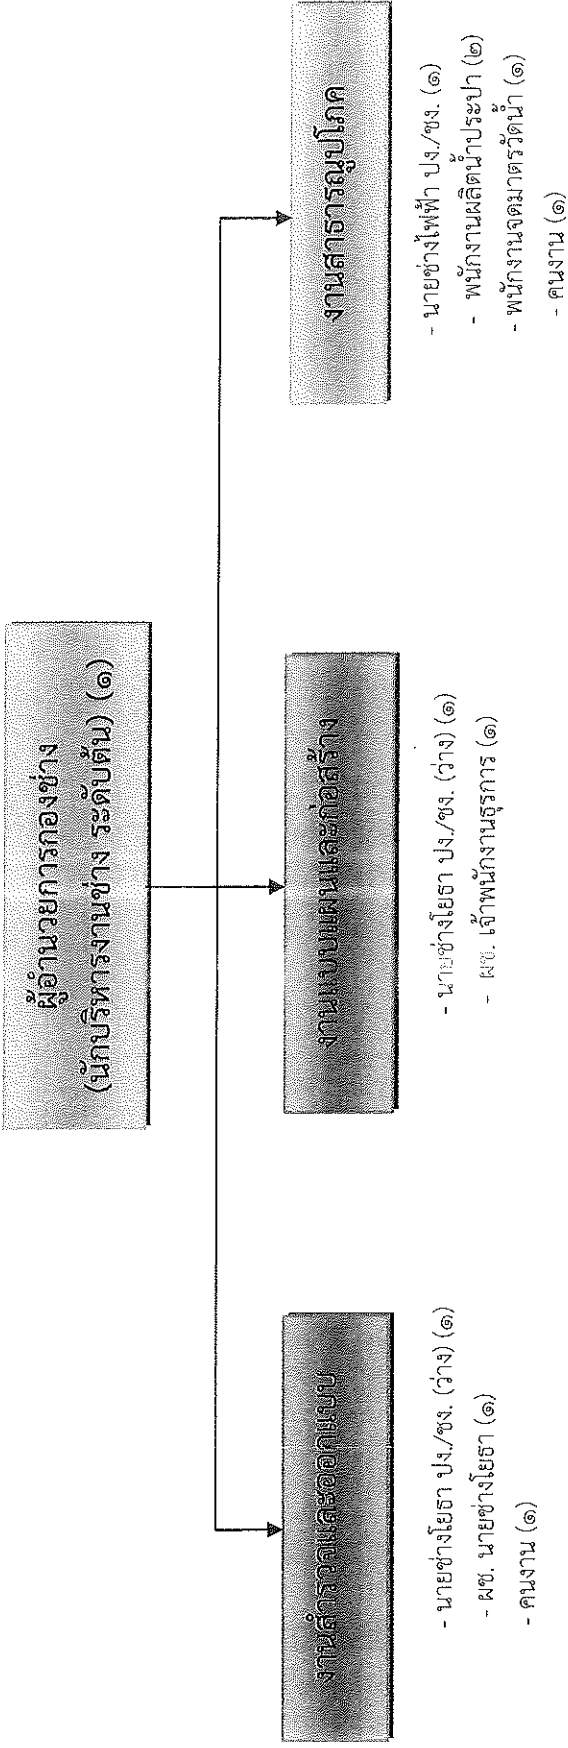 ผู้อำนวยการกองช่าง
(นักบริหารงานช่าง ระดับต้น) (๑)
งานสำรวจและออกแบบ
- นายช่างโยธา ปง./ชง. (ว่าง) (๑)
- ผช. นายช่างโยธา (๑)
- คนงาน (๑)
งานแบบแผนและก่อสร้าง
- นายช่างโยธา ปง./ชง. (ว่าง) (๑)
- ผช. เจ้าพนักงานธุรการ (๑)
งานสาธารณูปโภค
- นายช่างไฟฟ้า ปง./ชง. (๑)
- พนักงานผลิตน้ำประปา (๒)
- พนักงานจดมาตรวัดน้ำ (๑)
- คนงาน (๑)